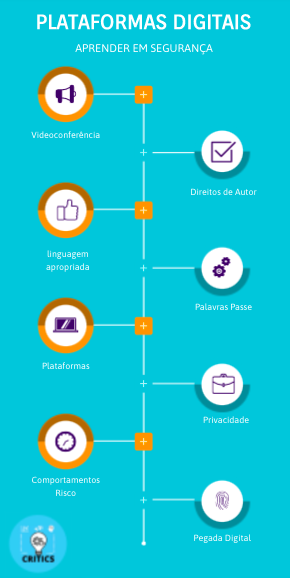 PLATAFORMAS DIGITAIS
APRENDER EM SEGURANÇA
Videoconferência
Direitos de Autor
linguagem
apropriada
Palavras Passe
Plataformas
Privacidade
Comportamentos
Risco
Pegada Digital
CRITICS